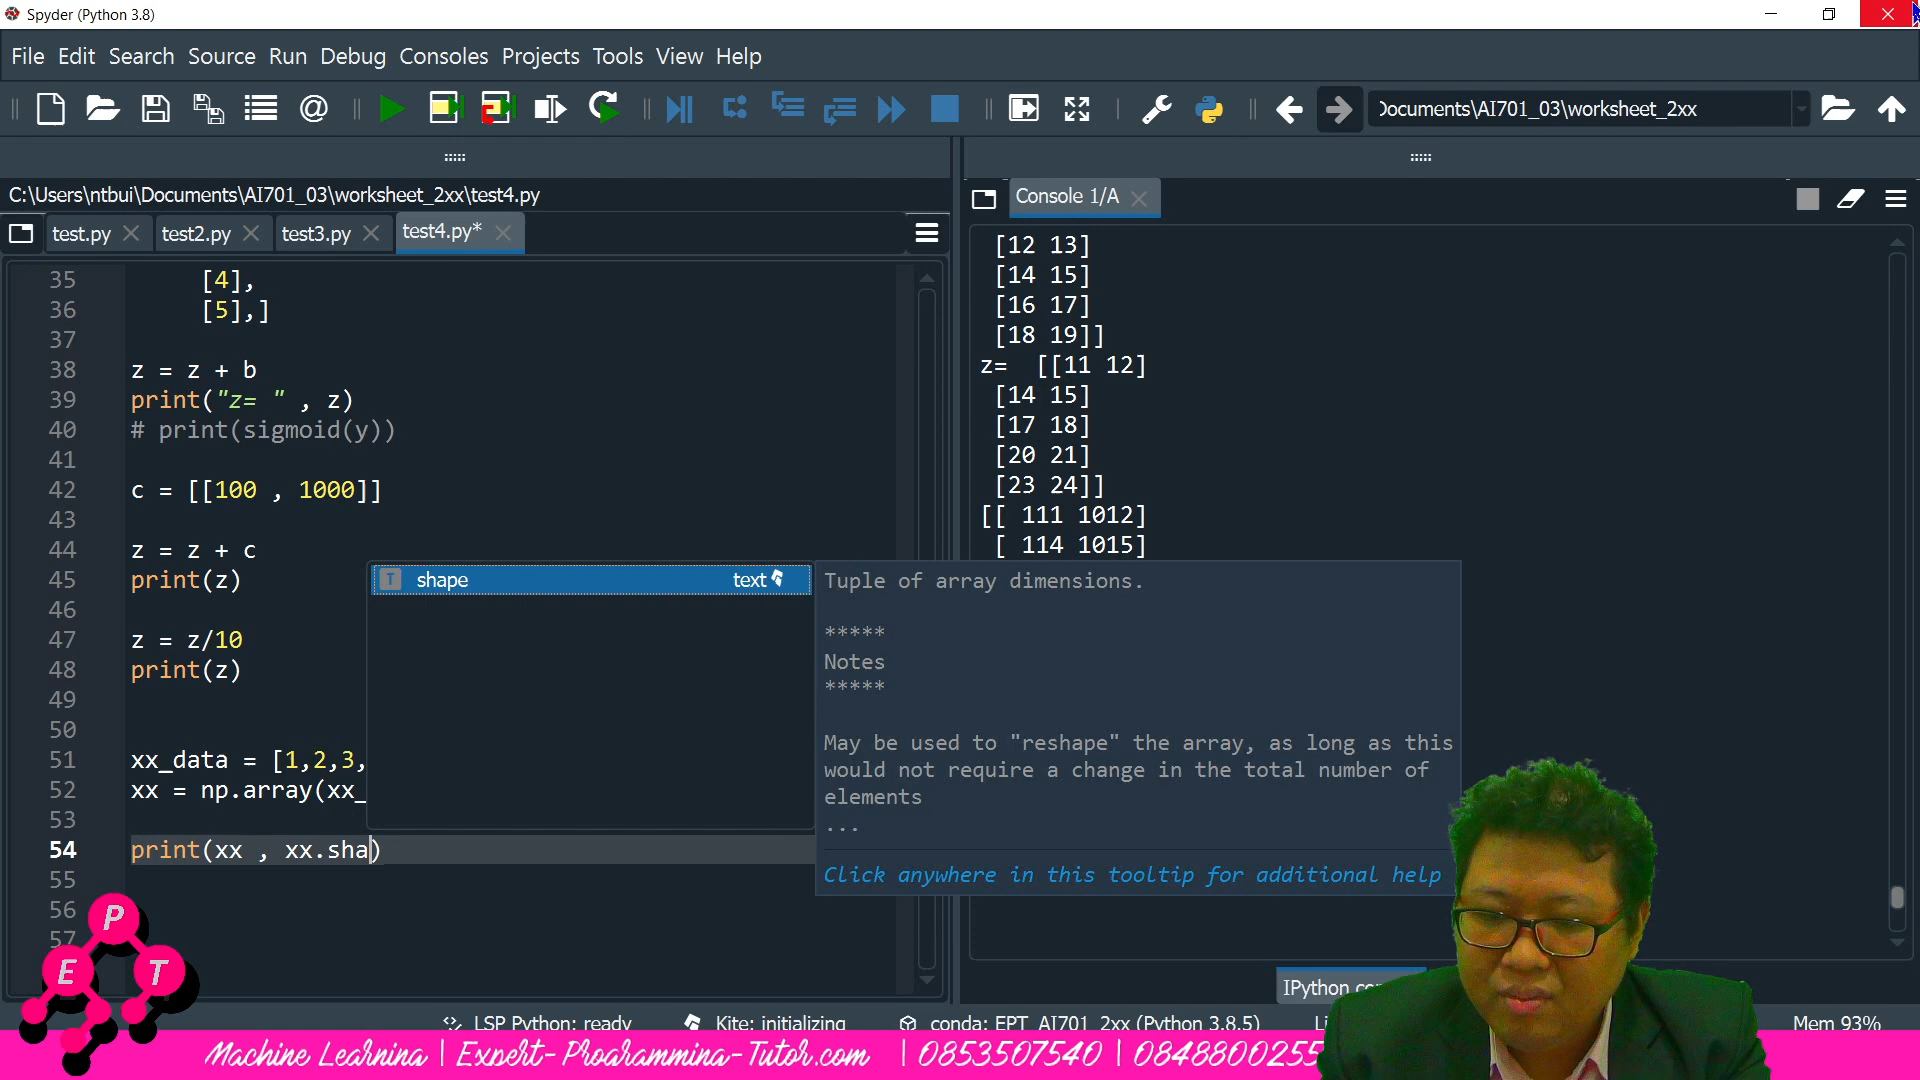 Spyder (Python 3.8)
File Edit Search Source Run Debug Consoles Projects Tools View Help
Documents\AI701_03\worksheet_2xx
C:\Users\ntbui\Documents\AI701_03\worksheet_2xx\test4.py
test.py test2.py test3.py test4.py*
35 [4],
36 [5],]
37
38 z = z + b
39 print("z= " , z)
40 # print(sigmoid(y))
41
42 c = [[100 , 1000]]
43
44 z = z + c
45 print(z)
46
47 z = z/10
48 print(z)
49
50
51 xx_data = [1,2,3,
52 xx = np.array(xx_
53
54 print(xx , xx.sha)
55
56
57
T shape text
Tuple of array dimensions.
*****
Notes
*****
May be used to "reshape" the array, as long as this
would not require a change in the total number of
elements
...
Click anywhere in this tooltip for additional help
Console 1/A
[12 13]
[14 15]
[16 17]
[18 19]]
z= [[11 12]
[14 15]
[17 18]
[20 21]
[23 24]]
[[ 111 1012]
[ 114 1015]
IPython
P
E T
LSP Python: ready Kite: initializing conda: EPT_AI701_2xx (Python 3.8.5) Mem 93%
Machine Learning | Expert-Programming-Tutor.com | 0853507540 | 0848800255